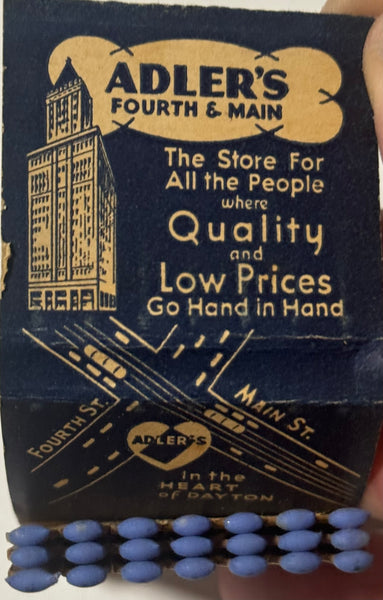 ADLER'S
FOURTH & MAIN
The Store For
All the People
where
Quality
and
Low Prices
Go Hand in Hand
FOURTH ST.
MAIN ST.
ADLER'S
in the
HEART
of DAYTON